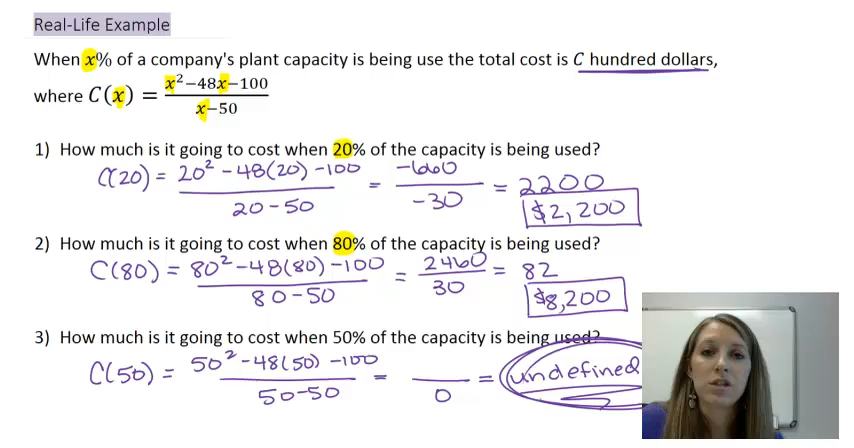 Real-Life Example
When x% of a company's plant capacity is being use the total cost is C hundred dollars,
where C(x) = x²−48x−100
x−50
1) How much is it going to cost when 20% of the capacity is being used?
C(20) = 20² - 48(20) - 100 / 20 - 50 = -660 / -30 = 2200
$2,200
2) How much is it going to cost when 80% of the capacity is being used?
C(80) = 80² - 48(80) - 100 / 80 - 50 = 2460 / 30 = 82
$8,200
3) How much is it going to cost when 50% of the capacity is being used?
C(50) = 50² - 48(50) - 100 / 50 - 50 = / 0 = undefined